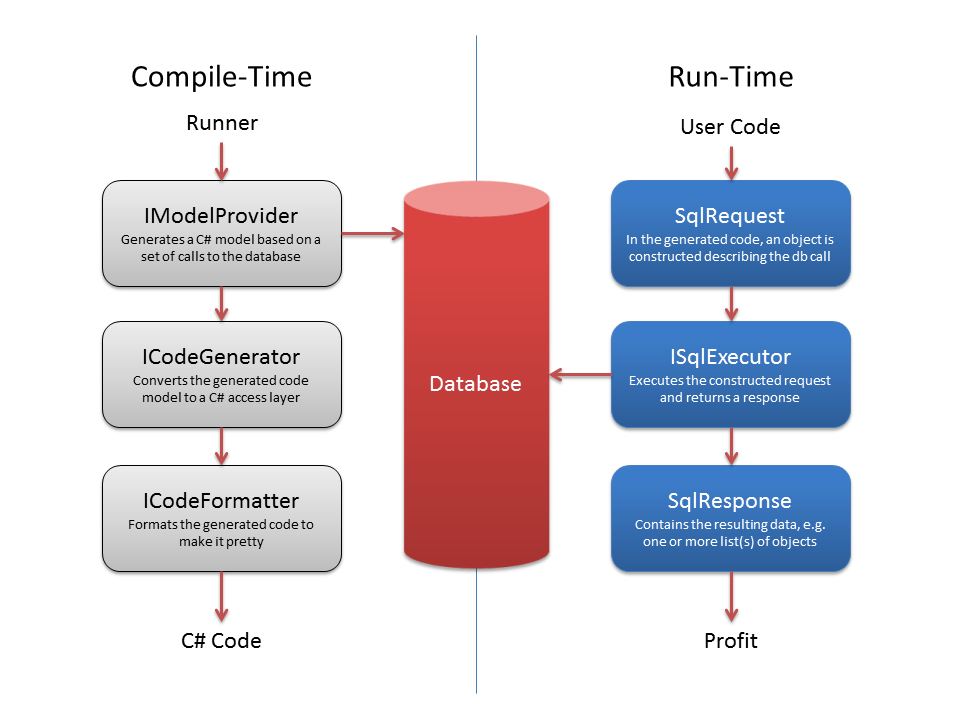 Compile-Time
Runner
IModelProvider
Generates a C# model based on a
set of calls to the database
ICodeGenerator
Converts the generated code
model to a C# access layer
ICodeFormatter
Formats the generated code to
make it pretty
C# Code
Database
Run-Time
User Code
SqlRequest
In the generated code, an object is
constructed describing the db call
ISqlExecutor
Executes the constructed request
and returns a response
SqlResponse
Contains the resulting data, e.g.
one or more list(s) of objects
Profit